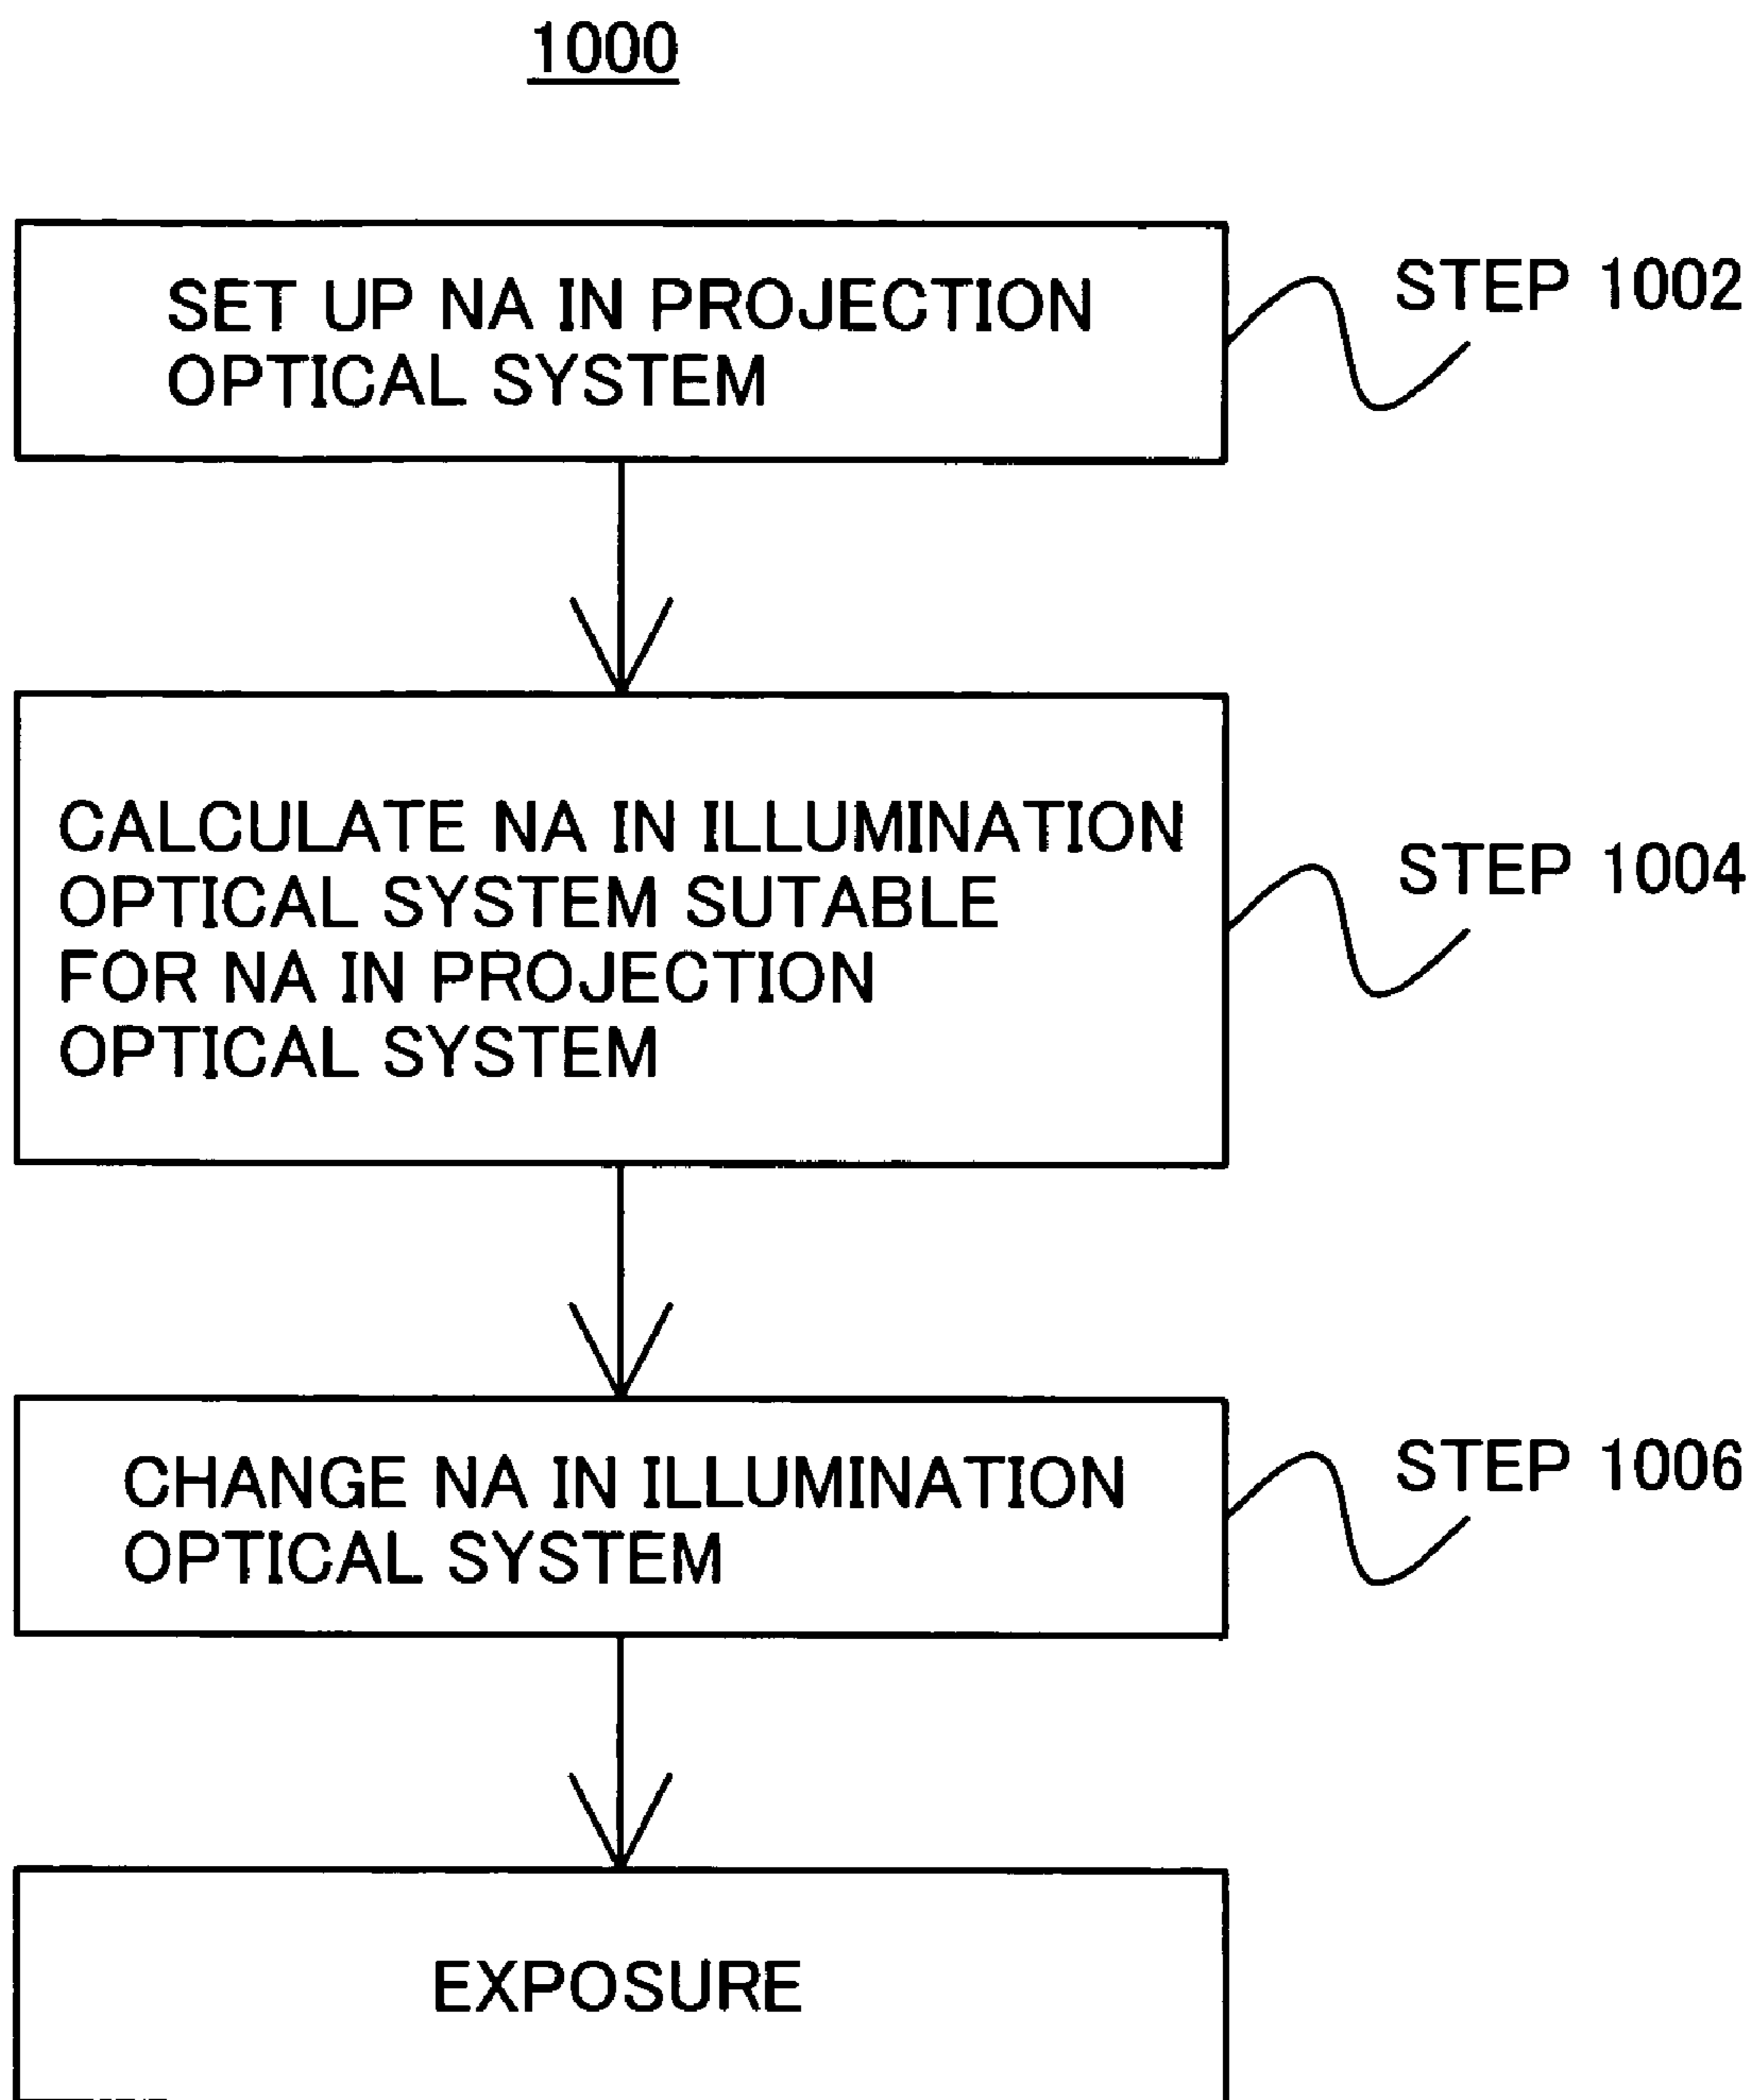 1000
SET UP NA IN PROJECTION
OPTICAL SYSTEM
STEP 1002
CALCULATE NA IN ILLUMINATION
OPTICAL SYSTEM SUTABLE
FOR NA IN PROJECTION
OPTICAL SYSTEM
STEP 1004
CHANGE NA IN ILLUMINATION
OPTICAL SYSTEM
STEP 1006
EXPOSURE